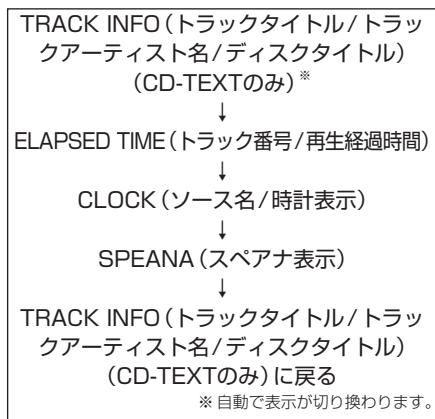 TRACK INFO（トラックタイトル/トラッ
クアーティスト名/ディスクタイトル）
（CD-TEXTのみ）※
↓
ELAPSED TIME（トラック番号/再生経過時間）
↓
CLOCK（ソース名/時計表示）
↓
SPEANA（スペアナ表示）
↓
TRACK INFO（トラックタイトル/トラッ
クアーティスト名/ディスクタイトル）
（CD-TEXTのみ）に戻る
※ 自動で表示が切り換わります。